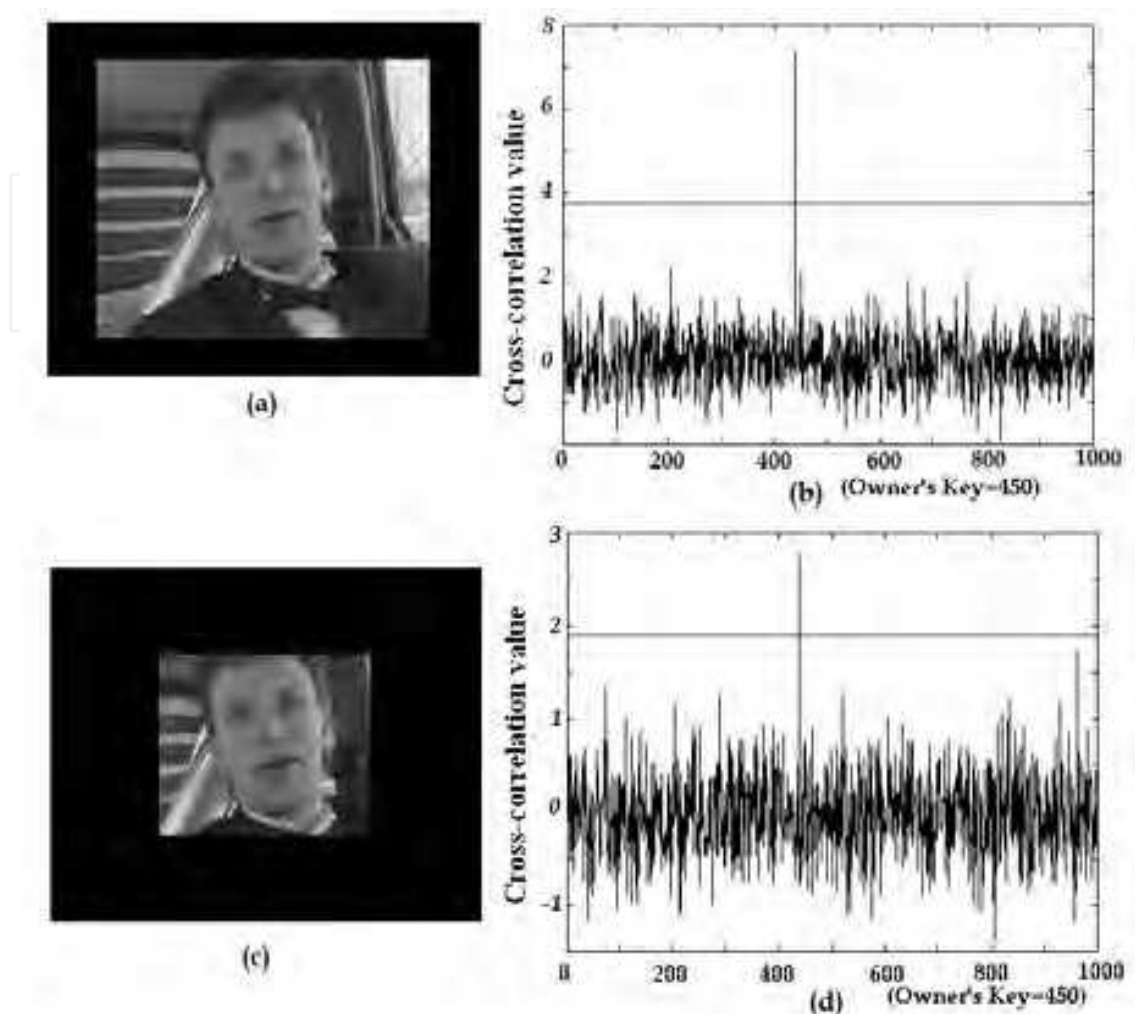 8
6
4
2
0
Cross-correlation value
0 200 400 600 800 1000
(a)
(b) (Owner's Key=450)
3
2
1
0
-1
Cross-correlation value
0 200 400 600 800 1000
(c)
(d) (Owner's Key=450)